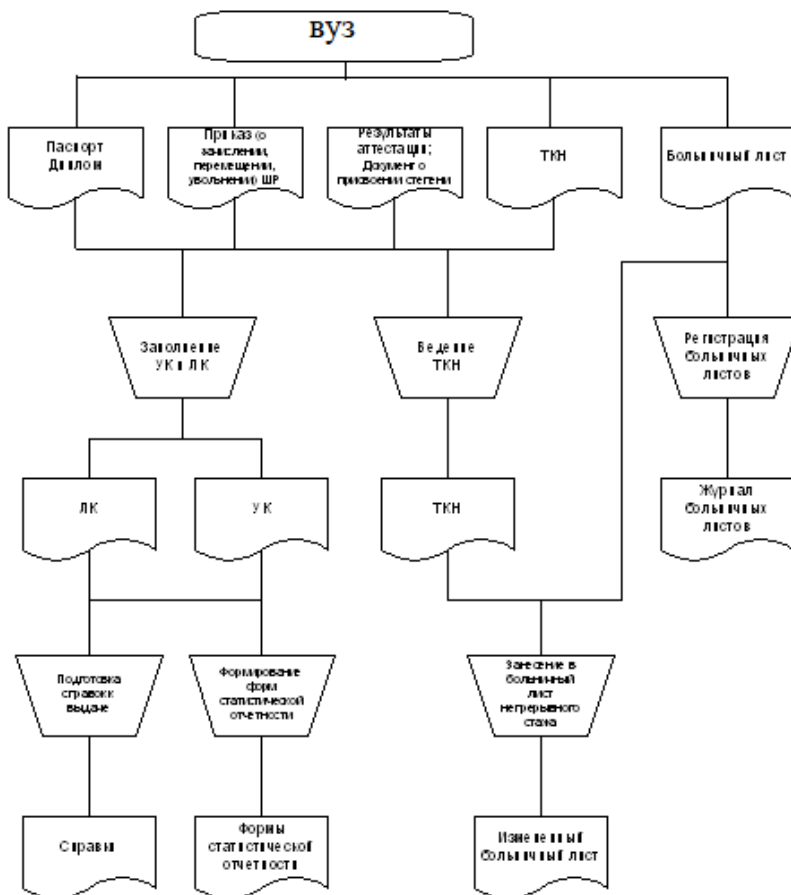 вуз
Паспорт
Диплом
Приказ (о
зачислении,
перемещении,
увольнении) ШР
Результаты
аттестации;
Документ о
присвоении степени
ТКН
Больничный лист
Заполнение
УК и ЛК
Ведение
ТКН
Регистрация
больничных
листов
ЛК
УК
ТКН
Журнал
больничных
листов
Подготовка
справок к
выдаче
Формирование
форм
статистической
отчетности
Занесение в
больничный
лист
непрерывного
стажа
Справки
Формы
статистической
отчетности
Измененный
больничный лист